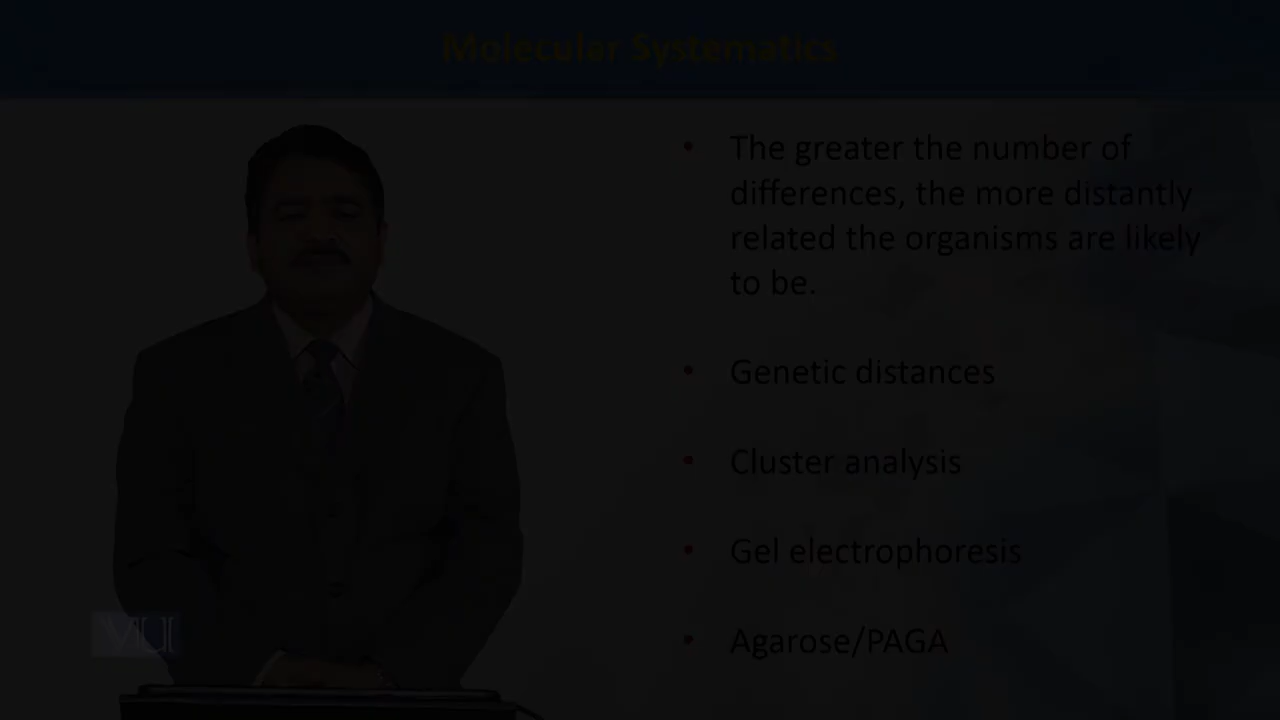 Molecular Systematics
• The greater the number of
differences, the more distantly
related the organisms are likely
to be.
• Genetic distances
• Cluster analysis
• Gel electrophoresis
• Agarose/PAGA
VU